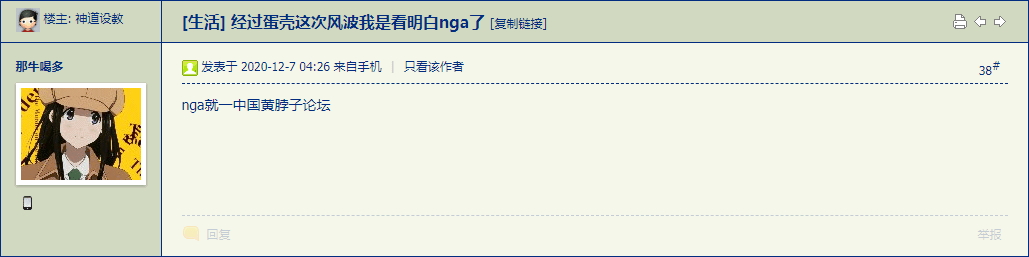 楼主: 神道设教
[生活] 经过蛋壳这次风波我是看明白nga了 [复制链接]
那牛喝多
发表于 2020-12-7 04:26 来自手机 | 只看该作者
38#
nga就一中国黄脖子论坛
回复
举报